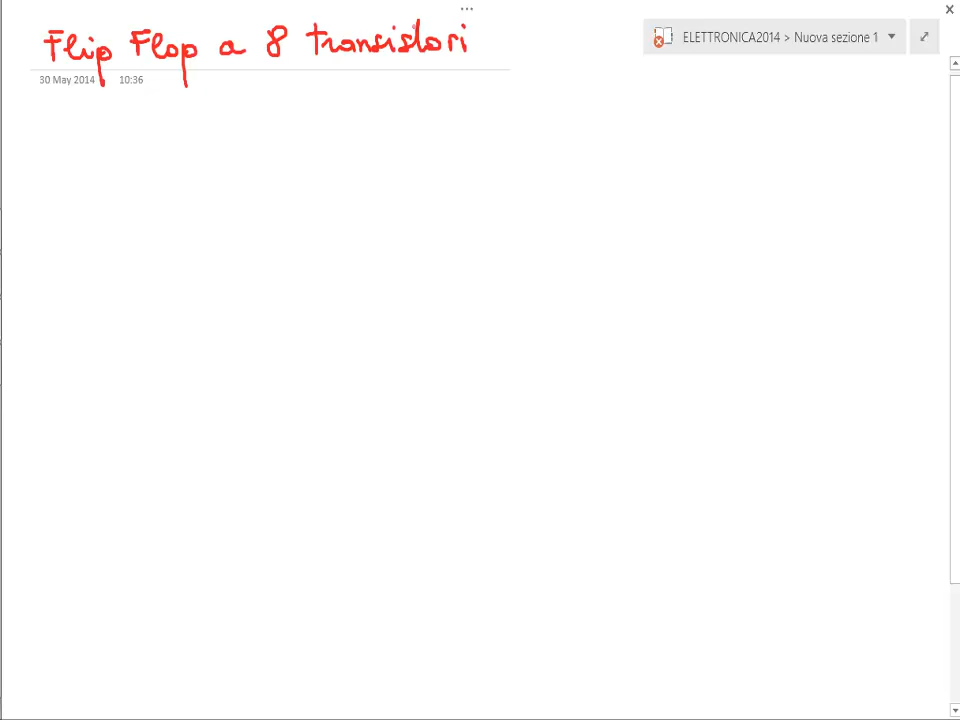 Flip Flop a 8 transistori
ELETTRONICA2014 > Nuova sezione 1
30 May 2014 10:36